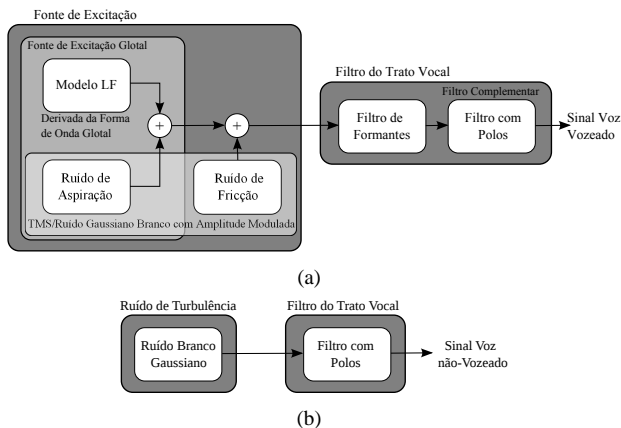 Fonte de Excitação
Fonte de Excitação Glotal
Modelo LF
Derivada da Forma
de Onda Glotal
+
+
Ruído de
Aspiração
Ruído de
Fricção
TMS/Ruído Gaussiano Branco com Amplitude Modulada
Filtro do Trato Vocal
Filtro Complementar
Filtro de
Formantes
Filtro com
Polos
Sinal Voz
Vozeado
(a)
Ruído de Turbulência
Ruído Branco
Gaussiano
Filtro do Trato Vocal
Filtro com
Polos
Sinal Voz
não-Vozeado
(b)